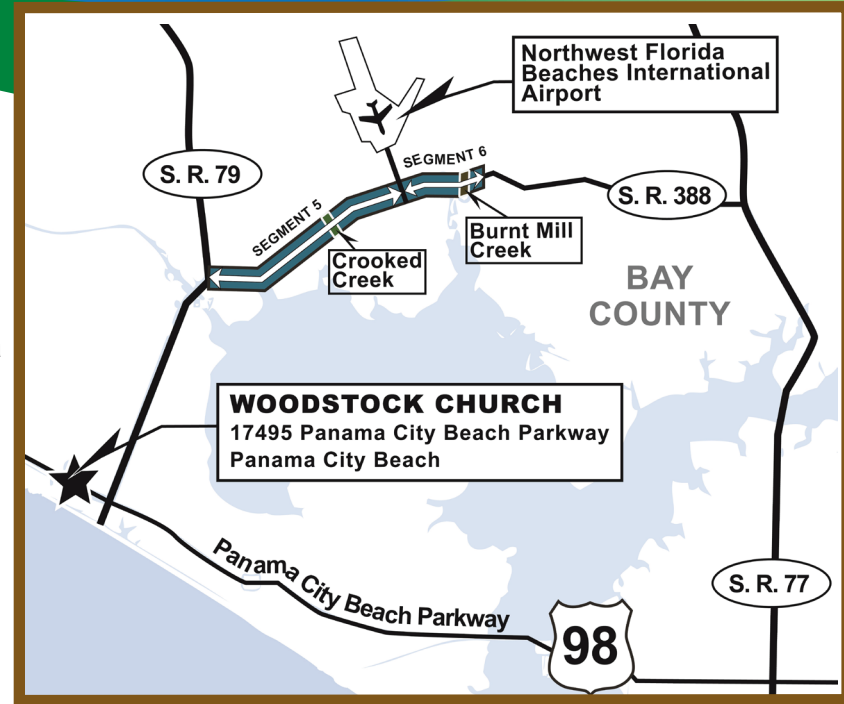 Northwest Florida
Beaches International
Airport
S. R. 79
SEGMENT 6
S. R. 388
SEGMENT 5
Burnt Mill
Creek
Crooked
Creek
BAY
COUNTY
WOODSTOCK CHURCH
17495 Panama City Beach Parkway
Panama City Beach
Panama City Beach Parkway
S. R. 77
98